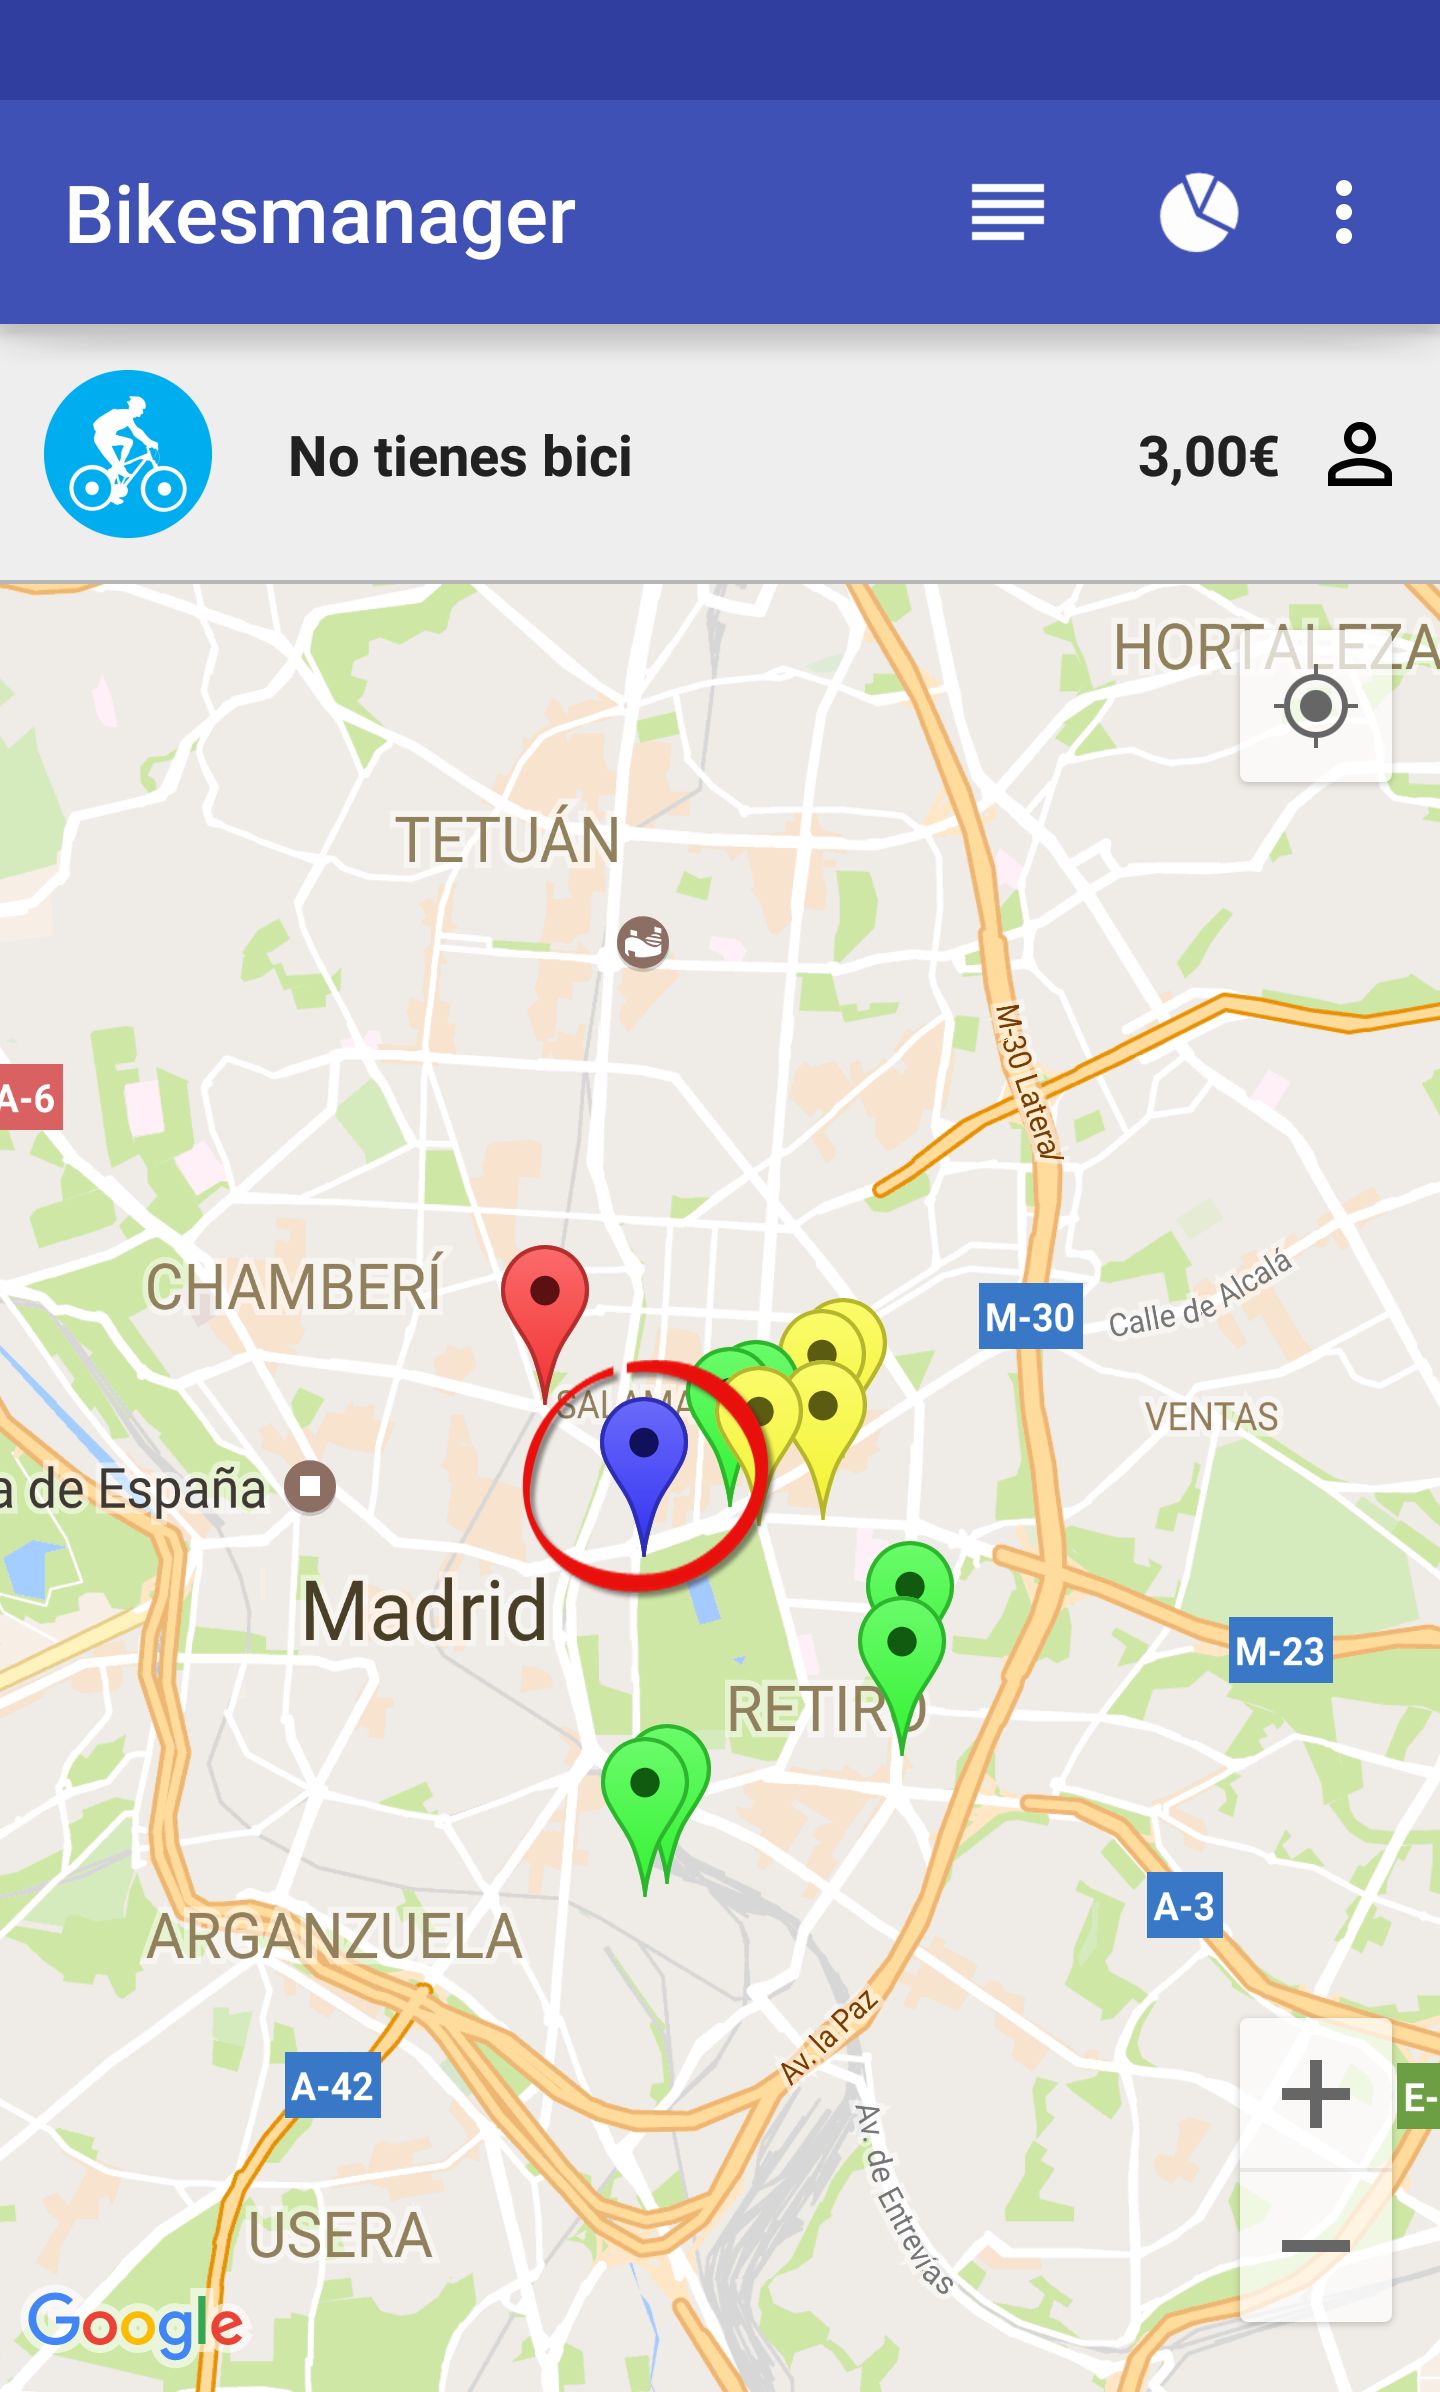 Bikesmanager
No tienes bici
3,00€
HORTALEZA
TETUÁN
M-30 Lateral
A-6
CHAMBERÍ
M-30
Calle de Alcalá
SALAMA
VENTAS
a de España
Madrid
M-23
RETIRO
A-3
ARGANZUELA
Av. la Paz
A-42
E-
Av. de Entrevías
USERA
Google